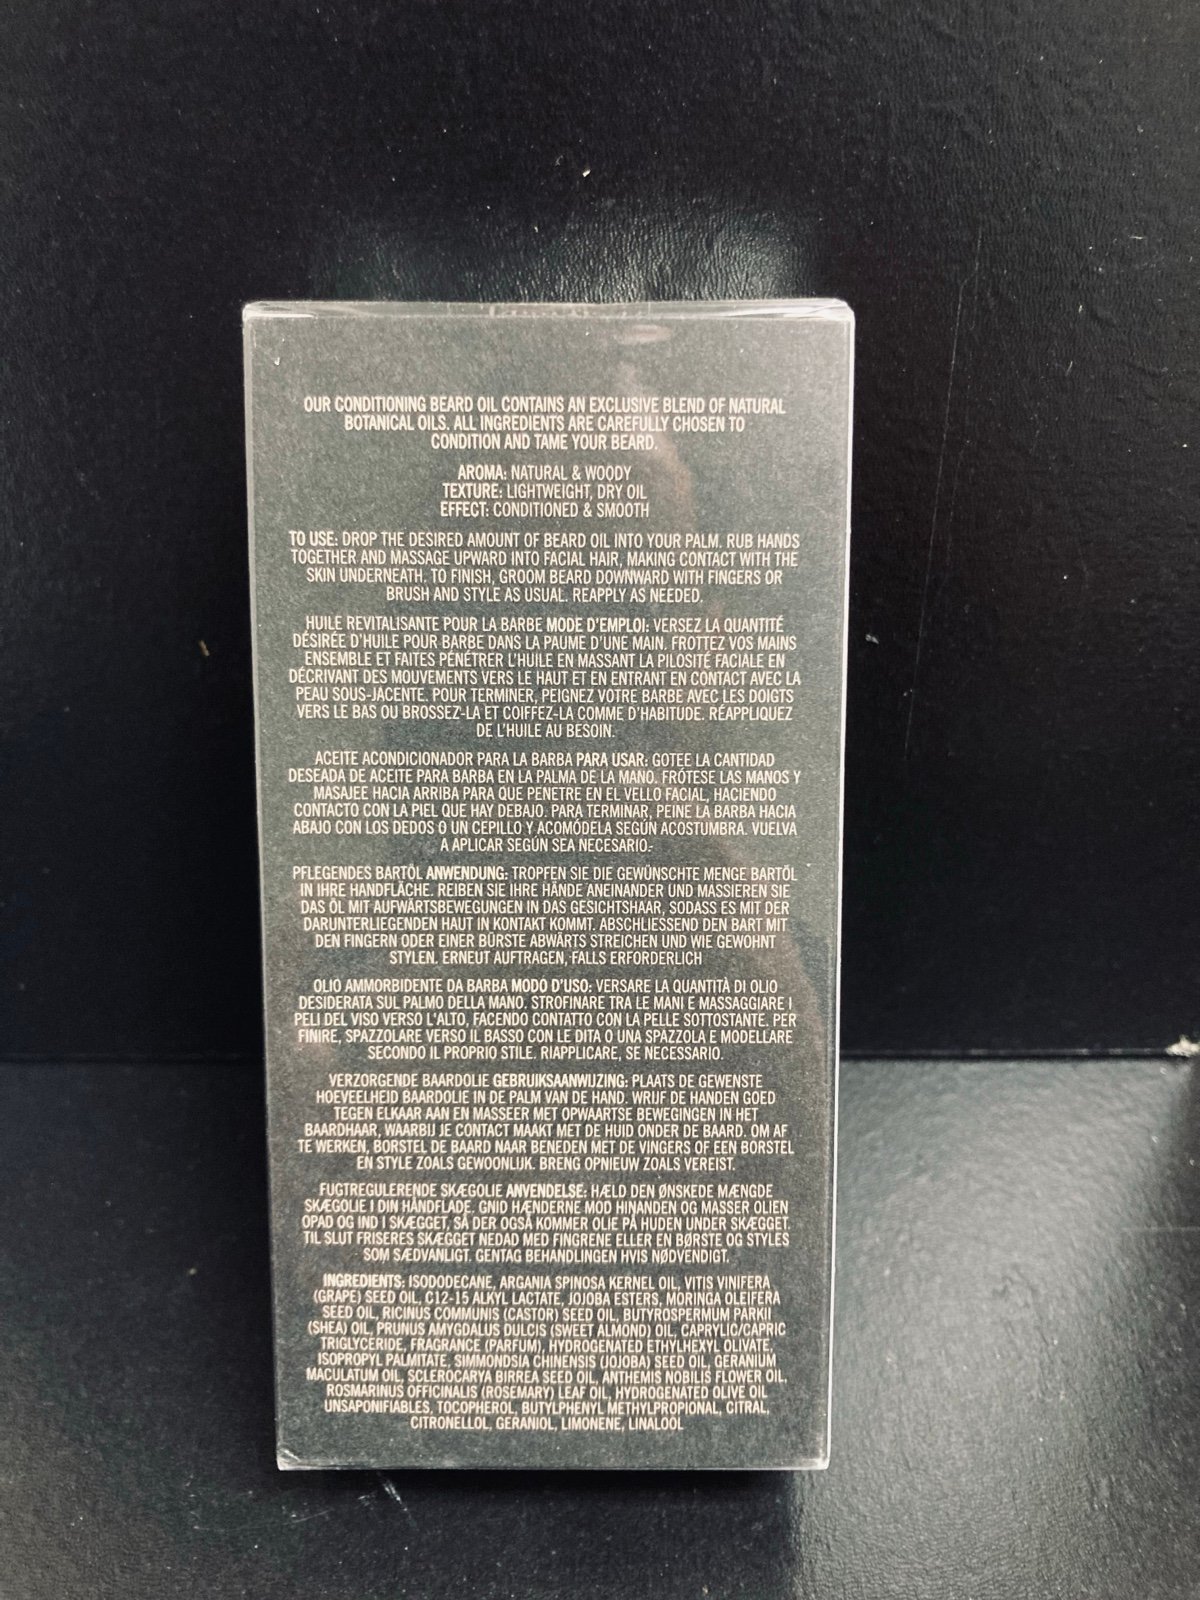 OUR CONDITIONING BEARD OIL CONTAINS AN EXCLUSIVE BLEND OF NATURAL
BOTANICAL OILS. ALL INGREDIENTS ARE CAREFULLY CHOSEN TO
CONDITION AND TAME YOUR BEARD.
AROMA: NATURAL & WOODY
TEXTURE: LIGHTWEIGHT, DRY OIL
EFFECT: CONDITIONED & SMOOTH
TO USE: DROP THE DESIRED AMOUNT OF BEARD OIL INTO YOUR PALM. RUB HANDS
TOGETHER AND MASSAGE UPWARD INTO FACIAL HAIR, MAKING CONTACT WITH THE
SKIN UNDERNEATH. TO FINISH, GROOM BEARD DOWNWARD WITH FINGERS OR
BRUSH AND STYLE AS USUAL. REAPPLY AS NEEDED.
HUILE REVITALISANTE POUR LA BARBE MODE D'EMPLOI: VERSEZ LA QUANTITÉ
DÉSIRÉE D'HUILE POUR BARBE DANS LA PAUME D'UNE MAIN. FROTTEZ VOS MAINS
ENSEMBLE ET FAITES PÉNÉTRER L'HUILE EN MASSANT LA PILOSITÉ FACIALE EN
DÉCRIVANT DES MOUVEMENTS VERS LE HAUT ET EN ENTRANT EN CONTACT AVEC LA
PEAU SOUS-JACENTE. POUR TERMINER, PEIGNEZ VOTRE BARBE AVEC LES DOIGTS
VERS LE BAS OU BROSSEZ-LA ET COIFFEZ-LA COMME D'HABITUDE. RÉAPPLIQUEZ
DE L'HUILE AU BESOIN.
ACEITE ACONDICIONADOR PARA LA BARBA PARA USAR: GOTEE LA CANTIDAD
DESEADA DE ACEITE PARA BARBA EN LA PALMA DE LA MANO. FRÓTESE LAS MANOS Y
MASAJEE HACIA ARRIBA PARA QUE PENETRE EN EL VELLO FACIAL, HACIENDO
CONTACTO CON LA PIEL QUE HAY DEBAJO. PARA TERMINAR, PEINE LA BARBA HACIA
ABAJO CON LOS DEDOS O UN CEPILLO Y ACOMÓDELA SEGÚN ACOSTUMBRA. VUELVA
A APLICAR SEGÚN SEA NECESARIO.
PFLEGENDES BARTÖL ANWENDUNG: TROPFEN SIE DIE GEWÜNSCHTE MENGE BARTÖL
IN IHRE HANDFLÄCHE. REIBEN SIE IHRE HÄNDE ANEINANDER UND MASSIEREN SIE
DAS ÖL MIT AUFWÄRTSBEWEGUNGEN IN DAS GESICHTSHAAR, SODASS ES MIT DER
DARUNTERLIEGENDEN HAUT IN KONTAKT KOMMT. ABSCHLIESSEND DEN BART MIT
DEN FINGERN ODER EINER BÜRSTE ABWÄRTS STREICHEN UND WIE GEWOHNT
STYLEN. ERNEUT AUFTRAGEN, FALLS ERFORDERLICH
OLIO AMMORBIDENTE DA BARBA MODO D'USO: VERSARE LA QUANTITÀ DI OLIO
DESIDERATA SUL PALMO DELLA MANO. STROFINARE TRA LE MANI E MASSAGGIARE I
PELI DEL VISO VERSO L'ALTO, FACENDO CONTATTO CON LA PELLE SOTTOSTANTE. PER
FINIRE, SPAZZOLARE VERSO IL BASSO CON LE DITA O UNA SPAZZOLA E MODELLARE
SECONDO IL PROPRIO STILE. RIAPPLICARE, SE NECESSARIO.
VERZORGENDE BAARDOLIE GEBRUIKSAANWIJZING: PLAATS DE GEWENSTE
HOEVEELHEID BAARDOLIE IN DE PALM VAN DE HAND. WRIJF DE HANDEN GOED
TEGEN ELKAAR AAN EN MASSEER MET OPWAARTSE BEWEGINGEN IN HET
BAARDHAAR, WAARBIJ JE CONTACT MAAKT MET DE HUID ONDER DE BAARD. OM AF
TE WERKEN, BORSTEL DE BAARD NAAR BENEDEN MET DE VINGERS OF EEN BORSTEL
EN STYLE ZOALS GEWOONLIJK. BRENG OPNIEUW ZOALS VEREIST.
FUGTREGULERENDE SKÆGOLIE ANVENDELSE: HÆLD DEN ØNSKEDE MÆNGDE
SKÆGOLIE I DIN HÅNDFLADE. GNID HÆNDERNE MOD HINANDEN OG MASSER OLIEN
OPAD OG IND I SKÆGGET, SÅ DER OGSÅ KOMMER OLIE PÅ HUDEN UNDER SKÆGGET.
TIL SLUT FRISERES SKÆGGET NEDAD MED FINGRENE ELLER EN BØRSTE OG STYLES
SOM SÆDVANLIGT. GENTAG BEHANDLINGEN HVIS NØDVENDIGT.
INGREDIENTS: ISODODECANE, ARGANIA SPINOSA KERNEL OIL, VITIS VINIFERA
(GRAPE) SEED OIL, C12-15 ALKYL LACTATE, JOJOBA ESTERS, MORINGA OLEIFERA
SEED OIL, RICINUS COMMUNIS (CASTOR) SEED OIL, BUTYROSPERMUM PARKII
(SHEA) OIL, PRUNUS AMYGDALUS DULCIS (SWEET ALMOND) OIL, CAPRYLIC/CAPRIC
TRIGLYCERIDE, FRAGRANCE (PARFUM), HYDROGENATED ETHYLHEXYL OLIVATE,
ISOPROPYL PALMITATE, SIMMONDSIA CHINENSIS (JOJOBA) SEED OIL, GERANIUM
MACULATUM OIL, SCLEROCARYA BIRREA SEED OIL, ANTHEMIS NOBILIS FLOWER OIL,
ROSMARINUS OFFICINALIS (ROSEMARY) LEAF OIL, HYDROGENATED OLIVE OIL
UNSAPONIFIABLES, TOCOPHEROL, BUTYLPHENYL METHYLPROPIONAL, CITRAL,
CITRONELLOL, GERANIOL, LIMONENE, LINALOOL